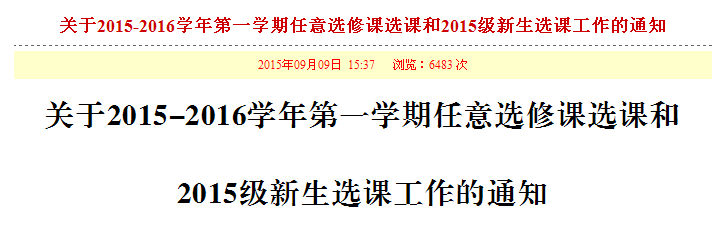 关于2015-2016学年第一学期任意选修课选课和2015级新生选课工作的通知
2015年09月09日 15:37 浏览：6483 次
关于2015-2016学年第一学期任意选修课选课和
2015级新生选课工作的通知